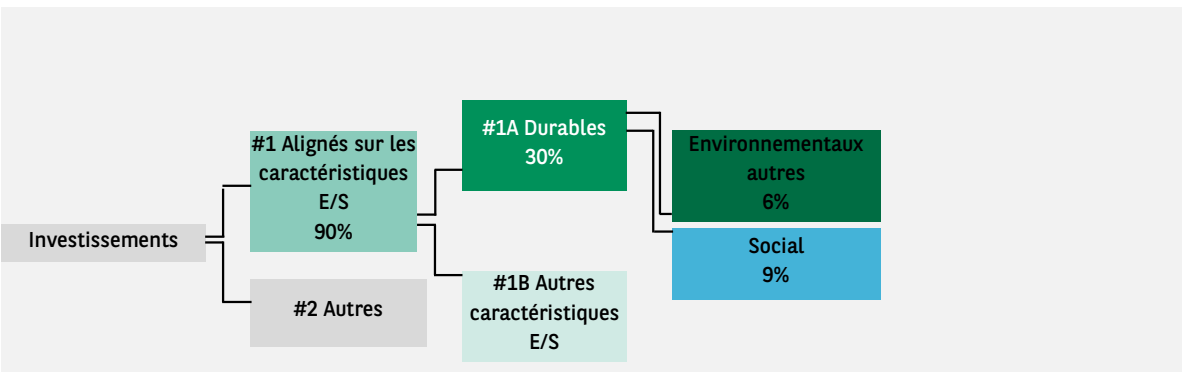 Investissements
#1 Alignés sur les
caractéristiques
E/S
90%
#2 Autres
#1A Durables
30%
#1B Autres
caractéristiques
E/S
Environnementaux
autres
6%
Social
9%